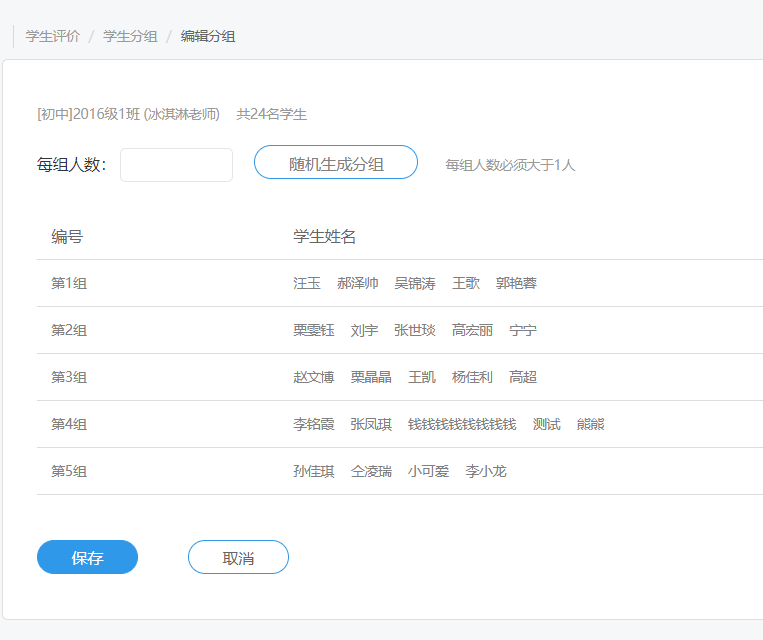 学生评价 / 学生分组 / 编辑分组
[初中]2016级1班 (冰淇淋老师) 共24名学生
每组人数: 随机生成分组 每组人数必须大于1人
编号 学生姓名
第1组 汪玉 郝泽帅 吴锦涛 王歌 郭艳蓉
第2组 栗雯钰 刘宇 张世琰 高宏丽 宁宁
第3组 赵文博 栗晶晶 王凯 杨佳利 高超
第4组 李铭霞 张凤琪 钱钱钱钱钱钱钱钱 测试 熊熊
第5组 孙佳琪 仝凌瑞 小可爱 李小龙
保存 取消